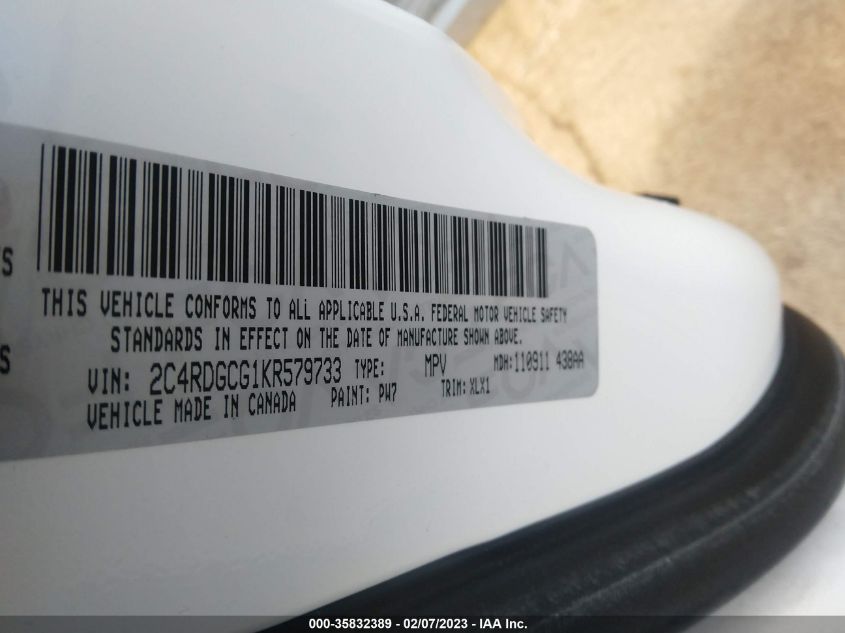 THIS VEHICLE CONFORMS TO ALL APPLICABLE U.S.A. FEDERAL MOTOR VEHICLE SAFETY
STANDARDS IN EFFECT ON THE DATE OF MANUFACTURE SHOWN ABOVE.
VIN: 2C4RDGCG1KR579733 TYPE: MPV MDH:110911 438AA
VEHICLE MADE IN CANADA PAINT: PW7 TRIM:XLX1
000-35832389 - 02/07/2023 - IAA Inc.